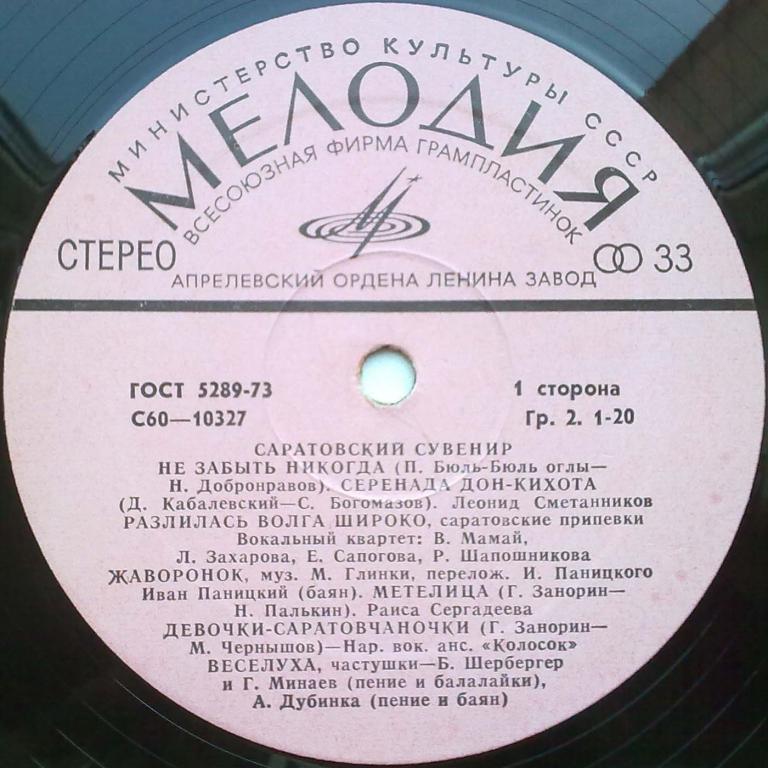 МИНИСТЕРСТВО КУЛЬТУРЫ СССР
МЕЛОДИЯ
ВСЕСОЮЗНАЯ ФИРМА ГРАМПЛАСТИНОК
СТЕРЕО
33
АПРЕЛЕВСКИЙ ОРДЕНА ЛЕНИНА ЗАВОД
ГОСТ 5289-73 1 сторона
С60—10327 Гр. 2. 1-20
САРАТОВСКИЙ СУВЕНИР
НЕ ЗАБЫТЬ НИКОГДА (П. Бюль-Бюль оглы—
Н. Добронравов). СЕРЕНАДА ДОН-КИХОТА
(Д. Кабалевский—С. Богомазов). Леонид Сметанников
РАЗЛИЛАСЬ ВОЛГА ШИРОКО, саратовские припевки
Вокальный квартет: В. Мамай,
Л. Захарова, Е. Сапогова, Р. Шапошникова
ЖАВОРОНОК, муз. М. Глинки, перелож. И. Паницкого
Иван Паницкий (баян). МЕТЕЛИЦА (Г. Занорин—
Н. Палькин). Раиса Сергадеева
ДЕВОЧКИ-САРАТОВЧАНОЧКИ (Г. Занорин—
М. Чернышов)—Нар. вок. анс. «Колосок»
ВЕСЕЛУХА, частушки—Б. Шербергер
и Г. Минаев (пение и балалайки),
А. Дубинка (пение и баян)